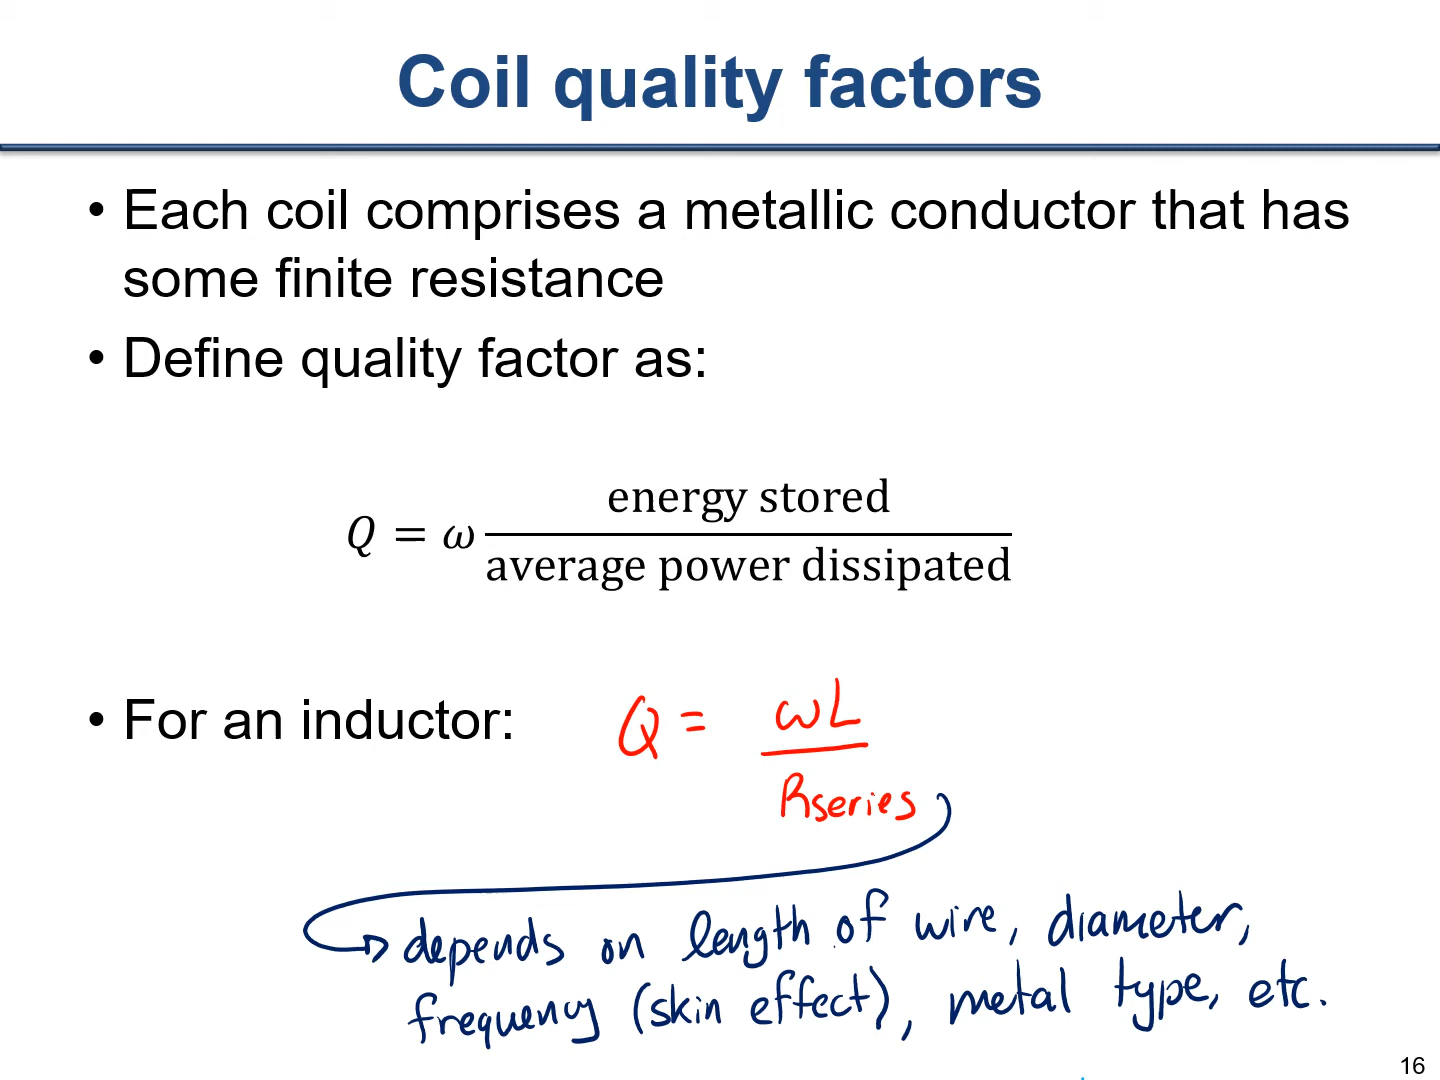 Coil quality factors
• Each coil comprises a metallic conductor that has
some finite resistance
• Define quality factor as:
Q = ω energy stored / average power dissipated
• For an inductor: Q = ωL / Rseries
depends on length of wire, diameter,
frequency (skin effect), metal type, etc.
16